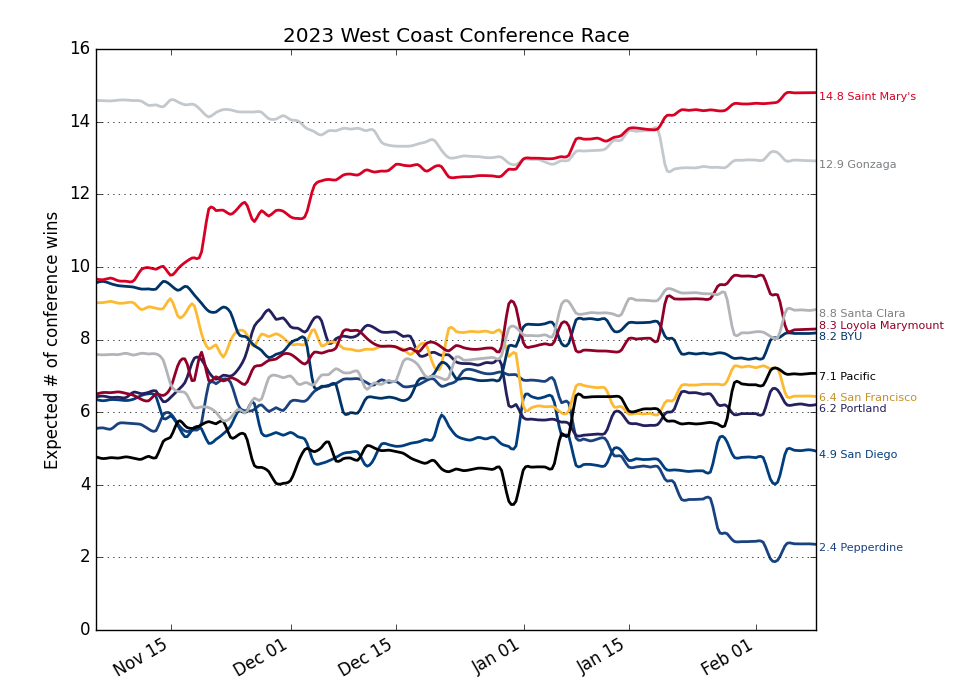 2023 West Coast Conference Race
Expected # of conference wins
16
14
12
10
8
6
4
2
0
14.8 Saint Mary's
12.9 Gonzaga
8.8 Santa Clara
8.3 Loyola Marymount
8.2 BYU
7.1 Pacific
6.4 San Francisco
6.2 Portland
4.9 San Diego
2.4 Pepperdine
Nov 15
Dec 01
Dec 15
Jan 01
Jan 15
Feb 01